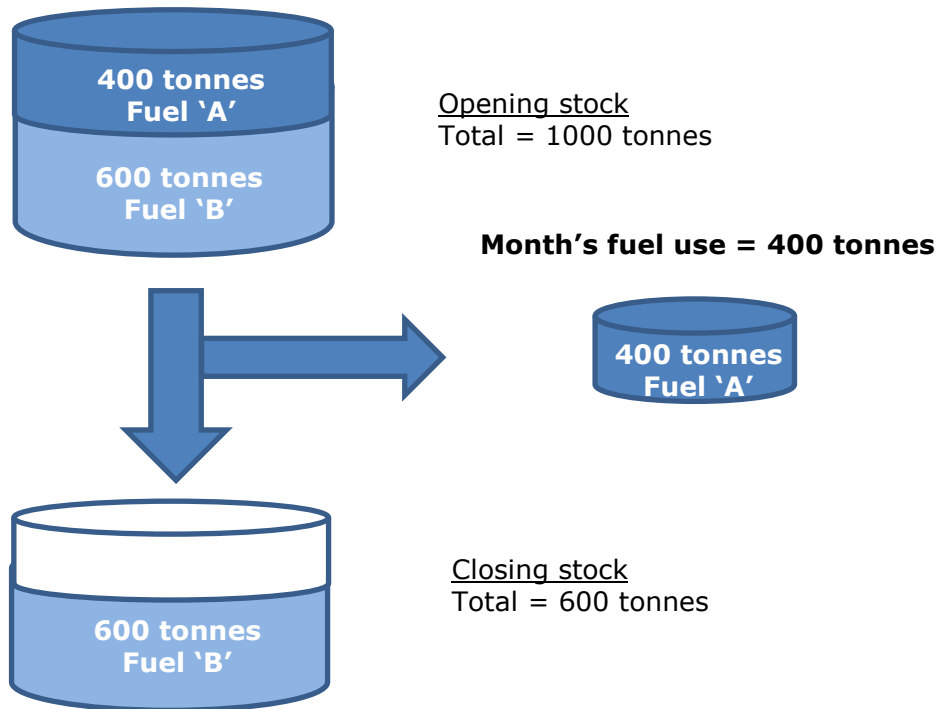 400 tonnes
Fuel ‘A’
600 tonnes
Fuel ‘B’
Opening stock
Total = 1000 tonnes
Month’s fuel use = 400 tonnes
400 tonnes
Fuel ‘A’
600 tonnes
Fuel ‘B’
Closing stock
Total = 600 tonnes